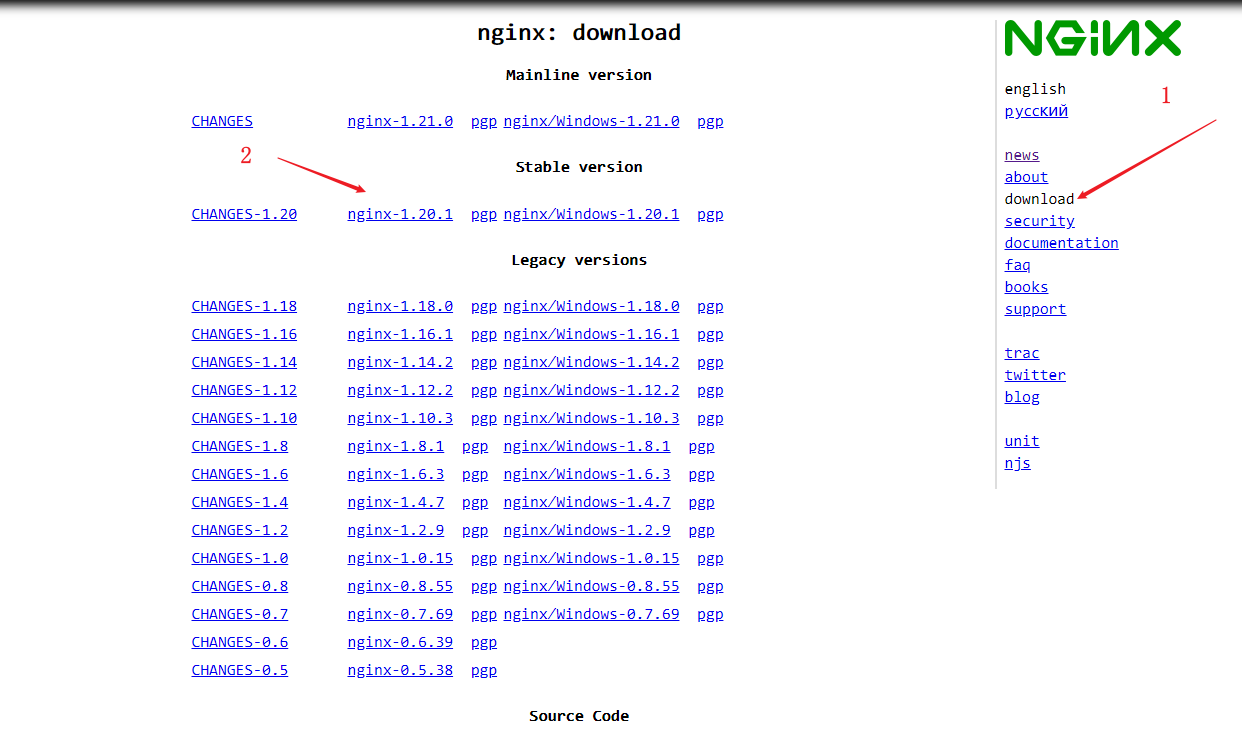 nginx: download
Mainline version
CHANGES nginx-1.21.0 pgp nginx/Windows-1.21.0 pgp
2
Stable version
CHANGES-1.20 nginx-1.20.1 pgp nginx/Windows-1.20.1 pgp
Legacy versions
CHANGES-1.18 nginx-1.18.0 pgp nginx/Windows-1.18.0 pgp
CHANGES-1.16 nginx-1.16.1 pgp nginx/Windows-1.16.1 pgp
CHANGES-1.14 nginx-1.14.2 pgp nginx/Windows-1.14.2 pgp
CHANGES-1.12 nginx-1.12.2 pgp nginx/Windows-1.12.2 pgp
CHANGES-1.10 nginx-1.10.3 pgp nginx/Windows-1.10.3 pgp
CHANGES-1.8 nginx-1.8.1 pgp nginx/Windows-1.8.1 pgp
CHANGES-1.6 nginx-1.6.3 pgp nginx/Windows-1.6.3 pgp
CHANGES-1.4 nginx-1.4.7 pgp nginx/Windows-1.4.7 pgp
CHANGES-1.2 nginx-1.2.9 pgp nginx/Windows-1.2.9 pgp
CHANGES-1.0 nginx-1.0.15 pgp nginx/Windows-1.0.15 pgp
CHANGES-0.8 nginx-0.8.55 pgp nginx/Windows-0.8.55 pgp
CHANGES-0.7 nginx-0.7.69 pgp nginx/Windows-0.7.69 pgp
CHANGES-0.6 nginx-0.6.39 pgp
CHANGES-0.5 nginx-0.5.38 pgp
Source Code
NGINX
english
1
русский
news
about
download
security
documentation
faq
books
support
trac
twitter
blog
unit
njs